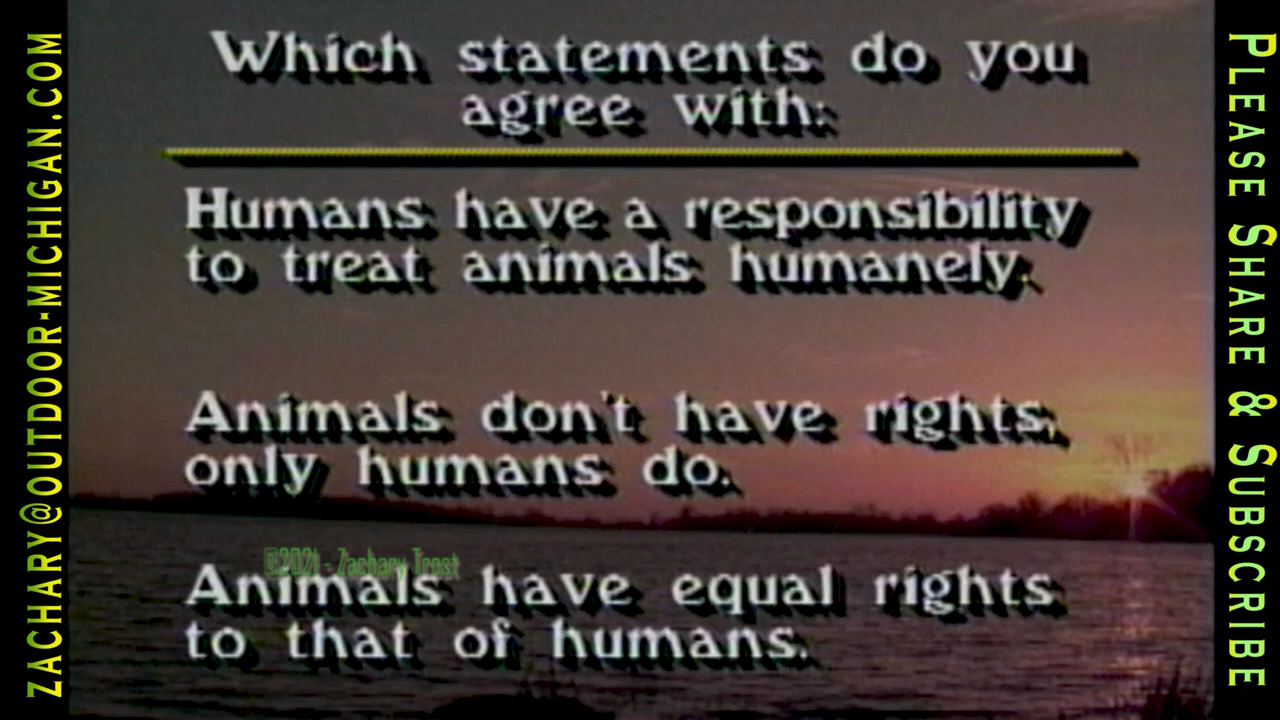 ZACHARY@OUTDOOR-MICHIGAN.COM
Which statements do you
agree with:
Humans have a responsibility
to treat animals humanely.
Animals don't have rights,
only humans do.
©2021 - Zachary Trost
Animals have equal rights
to that of humans.
PLEASE SHARE & SUBSCRIBE